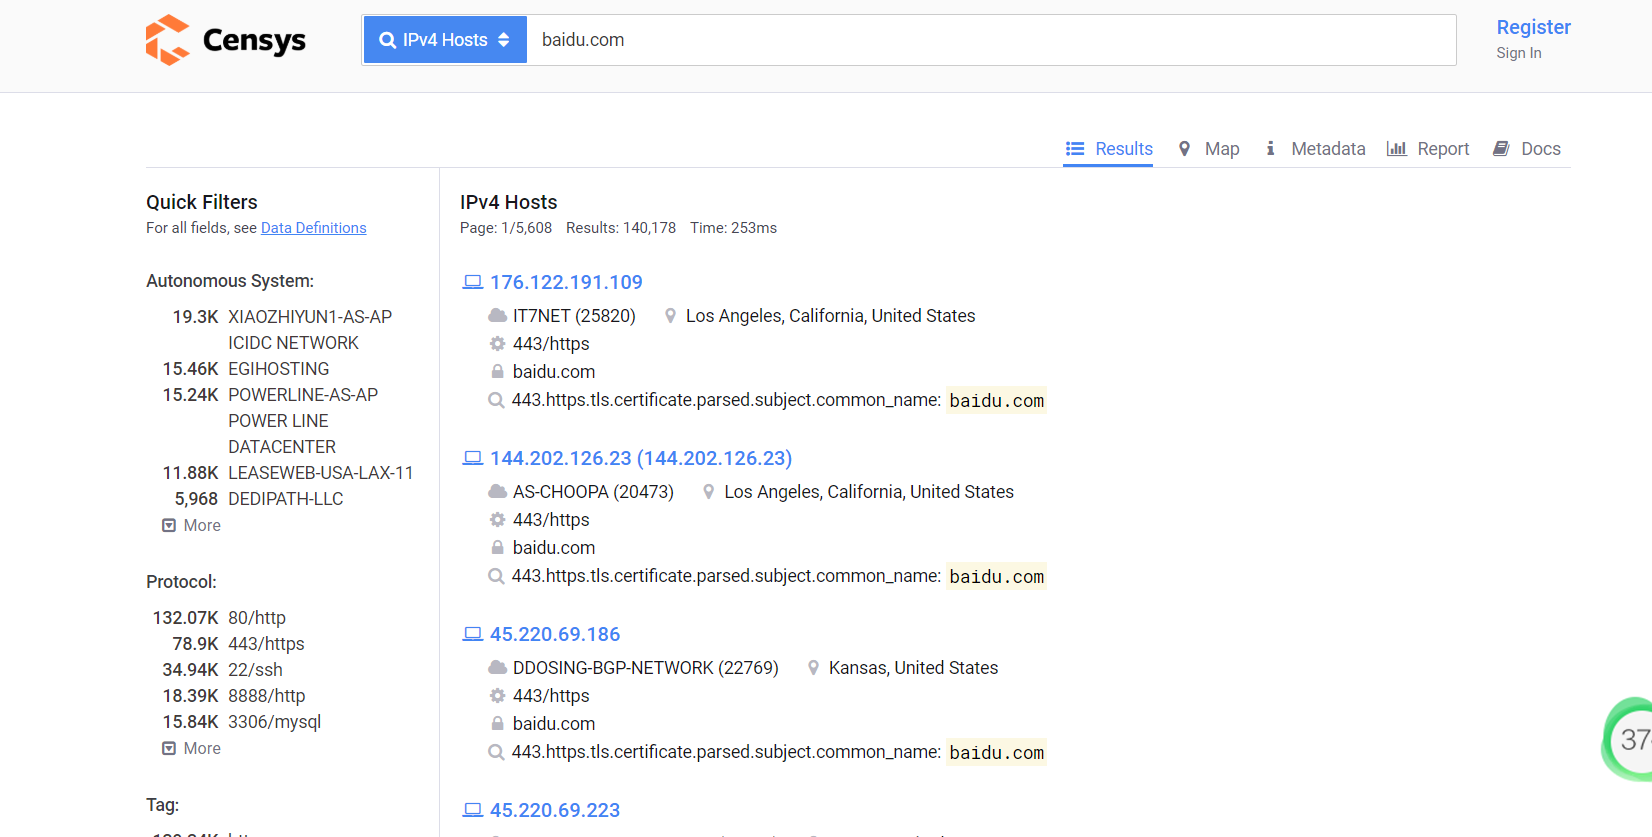 Censys
IPv4 Hosts
baidu.com
Register
Sign In
Results
Map
Metadata
Report
Docs
Quick Filters
For all fields, see Data Definitions
Autonomous System:
19.3K XIAOZHIYUN1-AS-AP
ICIDC NETWORK
15.46K EGIHOSTING
15.24K POWERLINE-AS-AP
POWER LINE
DATACENTER
11.88K LEASEWEB-USA-LAX-11
5,968 DEDIPATH-LLC
More
Protocol:
132.07K 80/http
78.9K 443/https
34.94K 22/ssh
18.39K 8888/http
15.84K 3306/mysql
More
Tag:
IPv4 Hosts
Page: 1/5,608 Results: 140,178 Time: 253ms
176.122.191.109
IT7NET (25820) Los Angeles, California, United States
443/https
baidu.com
443.https.tls.certificate.parsed.subject.common_name: baidu.com
144.202.126.23 (144.202.126.23)
AS-CHOOPA (20473) Los Angeles, California, United States
443/https
baidu.com
443.https.tls.certificate.parsed.subject.common_name: baidu.com
45.220.69.186
DDOSING-BGP-NETWORK (22769) Kansas, United States
443/https
baidu.com
443.https.tls.certificate.parsed.subject.common_name: baidu.com
45.220.69.223
37